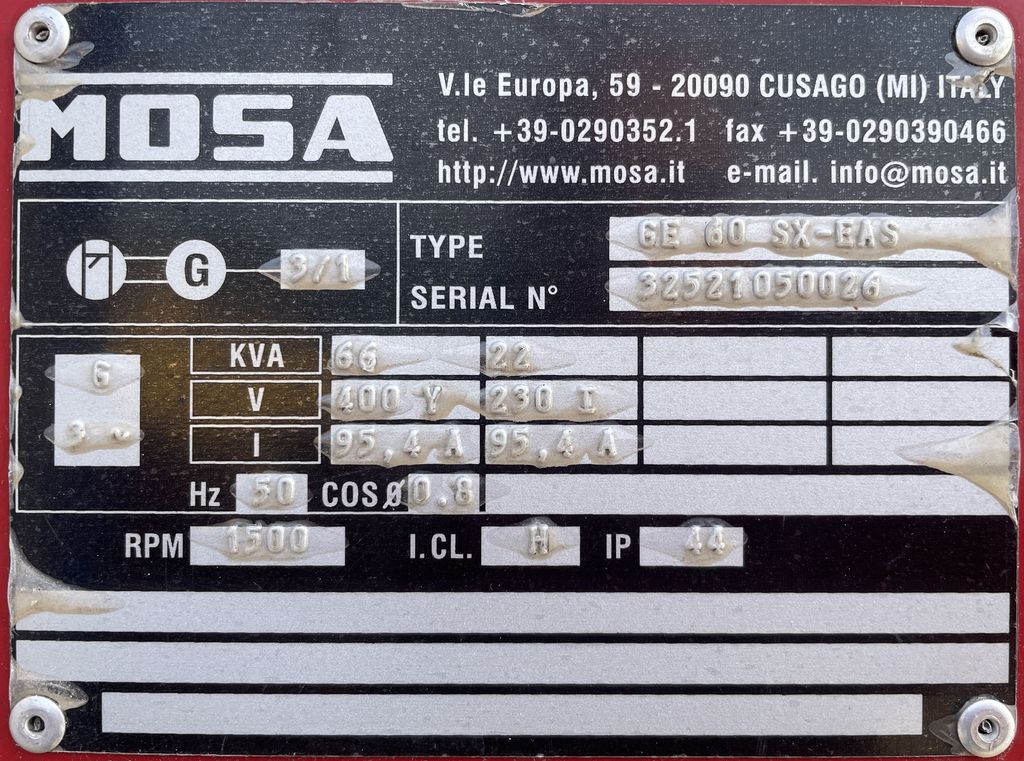 MOSA
V.le Europa, 59 - 20090 CUSAGO (MI) ITALY
tel. +39-0290352.1 fax +39-0290390466
http://www.mosa.it e-mail. info@mosa.it
G 3/1
TYPE GE 60 SX-EAS
SERIAL N° 32521050026
G
3 ~
KVA 66 22
V 400 Y 230 I
I 95,4 A 95,4 A
Hz 50 COSØ 0.8
RPM 1500 I.CL. H IP 44